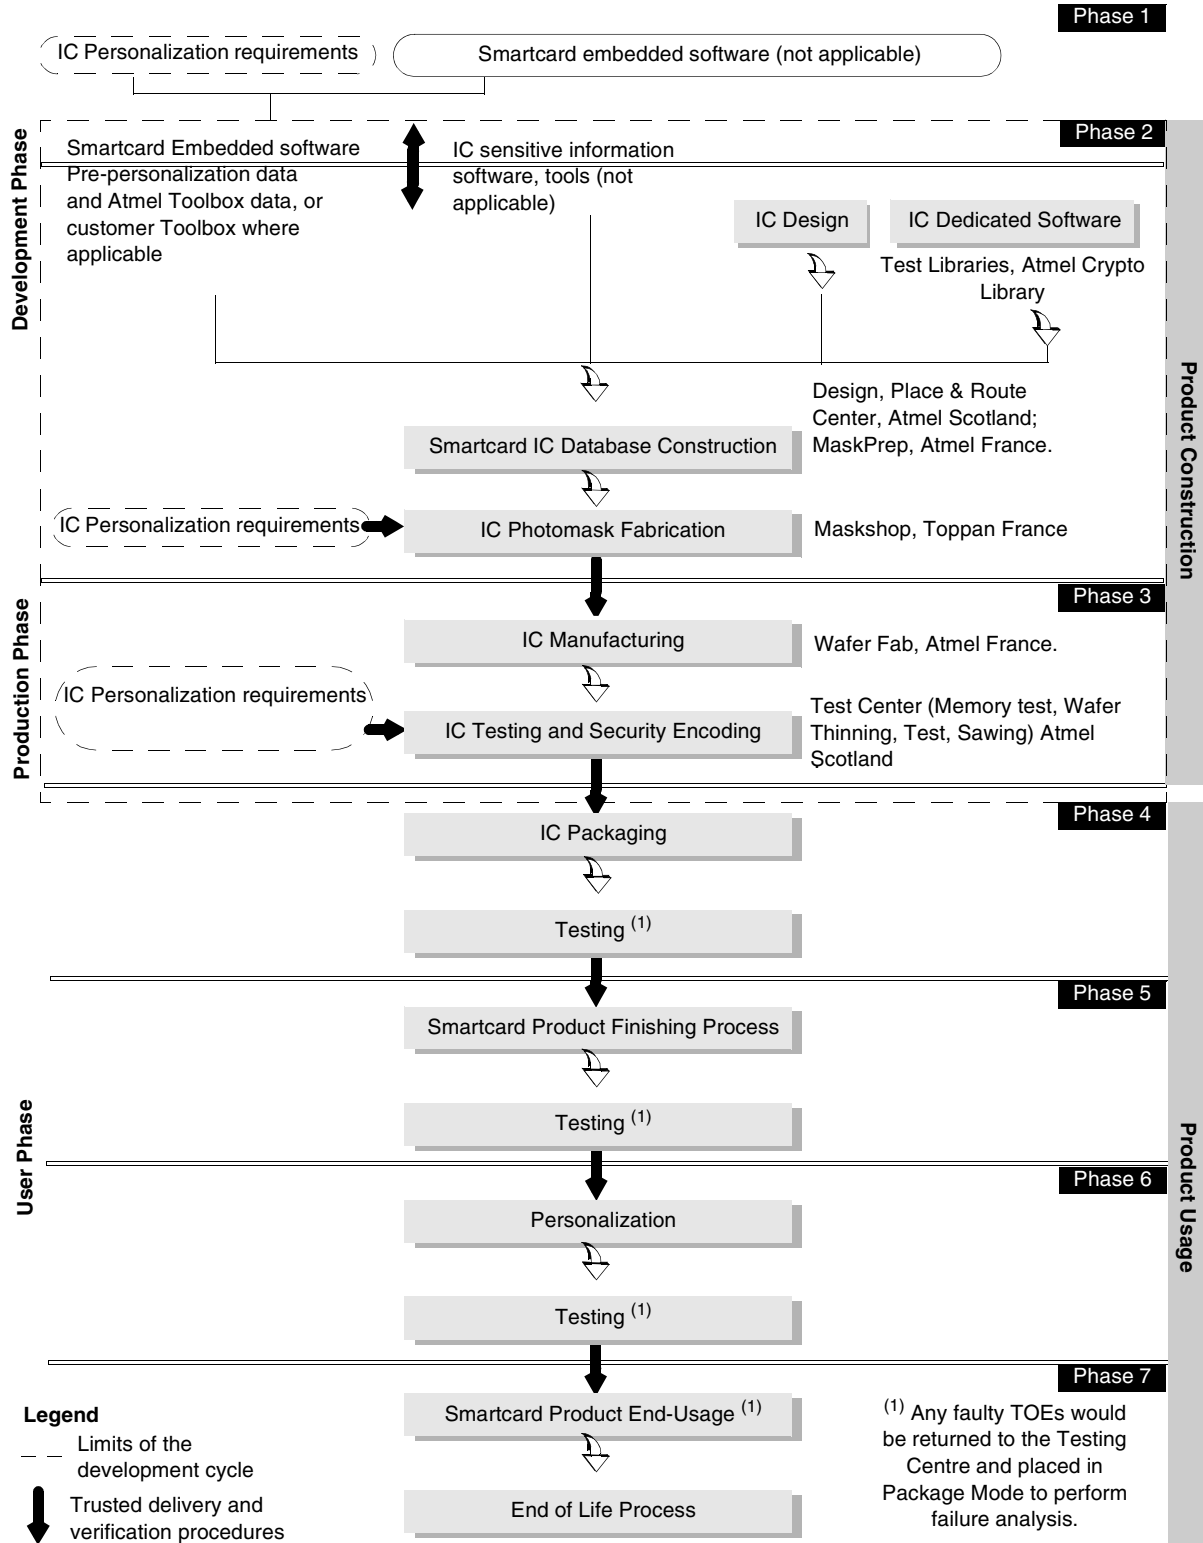 Phase 1
IC Personalization requirements
Smartcard embedded software (not applicable)
Development Phase
Phase 2
Smartcard Embedded software
Pre-personalization data
and Atmel Toolbox data, or
customer Toolbox where
applicable
IC sensitive information
software, tools (not
applicable)
IC Design
IC Dedicated Software
Test Libraries, Atmel Crypto
Library
Product Construction
Design, Place & Route
Center, Atmel Scotland;
MaskPrep, Atmel France.
Smartcard IC Database Construction
IC Personalization requirements
IC Photomask Fabrication
Maskshop, Toppan France
Production Phase
Phase 3
IC Manufacturing
Wafer Fab, Atmel France.
IC Personalization requirements
IC Testing and Security Encoding
Test Center (Memory test, Wafer
Thinning, Test, Sawing) Atmel
Scotland
Phase 4
IC Packaging
Testing (1)
Phase 5
Smartcard Product Finishing Process
Testing (1)
User Phase
Product Usage
Phase 6
Personalization
Testing (1)
Phase 7
Smartcard Product End-Usage (1)
End of Life Process
(1) Any faulty TOEs would
be returned to the Testing
Centre and placed in
Package Mode to perform
failure analysis.
Legend
Limits of the
development cycle
Trusted delivery and
verification procedures